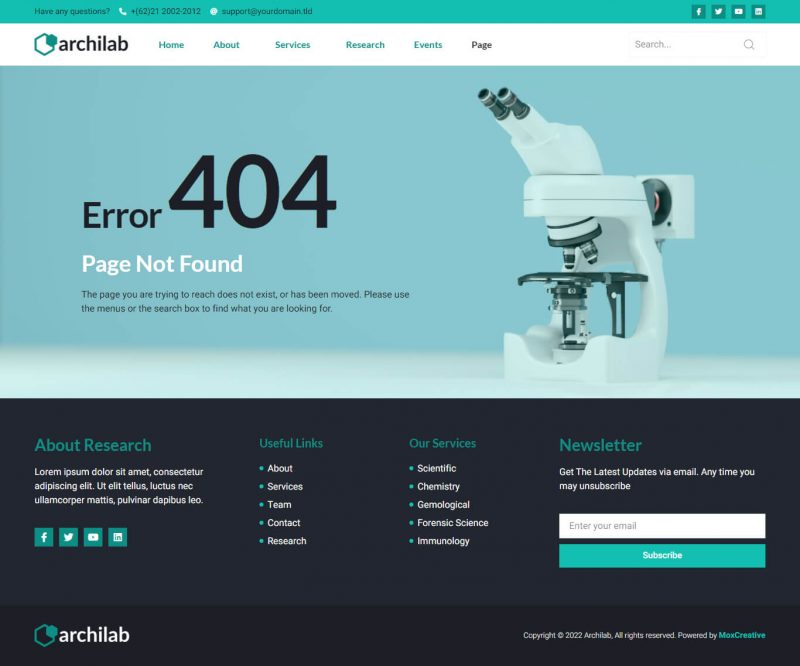 Have any questions? +(62)21 2002-2012 support@yourdomain.tld
archilab Home About Services Research Events Page Search...
Error 404
Page Not Found
The page you are trying to reach does not exist, or has been moved. Please use
the menus or the search box to find what you are looking for.
About Research
Lorem ipsum dolor sit amet, consectetur
adipiscing elit. Ut elit tellus, luctus nec
ullamcorper mattis, pulvinar dapibus leo.
Useful Links
About
Services
Team
Contact
Research
Our Services
Scientific
Chemistry
Gemological
Forensic Science
Immunology
Newsletter
Get The Latest Updates via email. Any time you
may unsubscribe
Enter your email
Subscribe
archilab
Copyright © 2022 Archilab, All rights reserved. Powered by MoxCreative